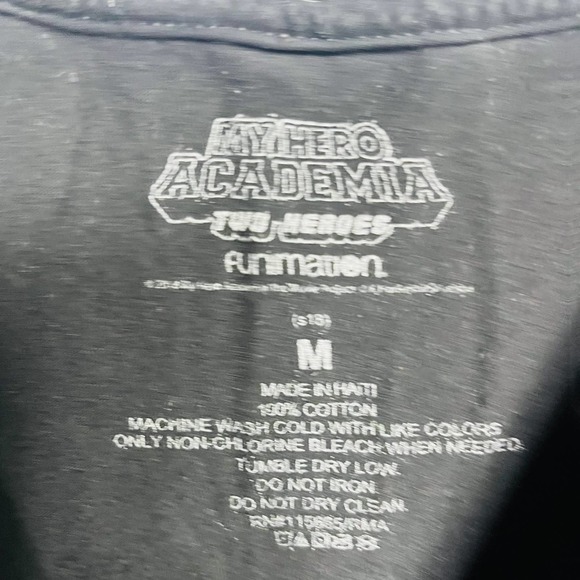 MY HERO
ACADEMIA
TWO HEROES
FUNIMATION.
(s18)
M
MADE IN HAITI
100% COTTON
MACHINE WASH COLD WITH LIKE COLORS
ONLY NON-CHLORINE BLEACH WHEN NEEDED.
TUMBLE DRY LOW.
DO NOT IRON
DO NOT DRY CLEAN.